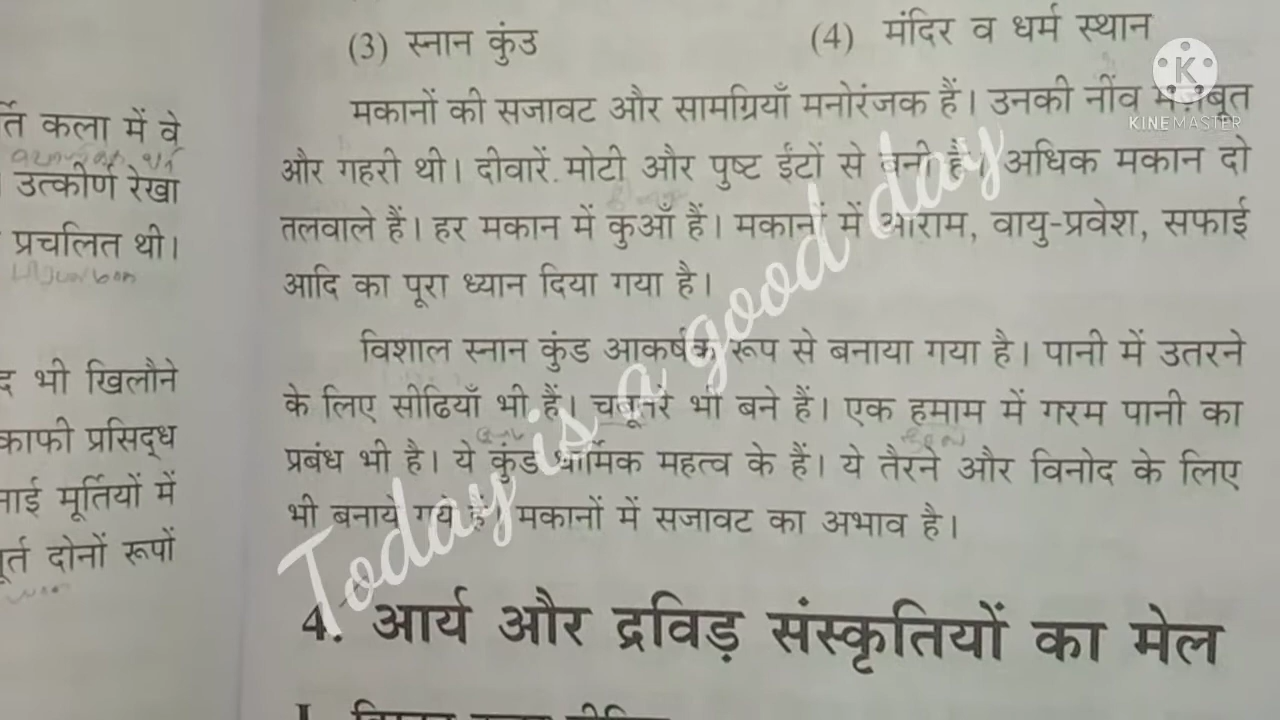 (3) स्नान कुंउ (4) मंदिर व धर्म स्थान
मकानों की सजावट और सामग्रियाँ मनोरंजक हैं। उनकी नींव मजबूत
और गहरी थी। दीवारें मोटी और पुष्ट ईंटों से बनी हैं। अधिक मकान दो
तलवाले हैं। हर मकान में कुआँ हैं। मकानों में आराम, वायु-प्रवेश, सफाई
आदि का पूरा ध्यान दिया गया है।
विशाल स्नान कुंड आकर्षक रूप से बनाया गया है। पानी में उतरने
के लिए सीढियाँ भी हैं। चबूतरे भी बने हैं। एक हमाम में गरम पानी का
प्रबंध भी है। ये कुंड धार्मिक महत्व के हैं। ये तैरने और विनोद के लिए
भी बनाये गये हैं। मकानों में सजावट का अभाव है।
4. आर्य और द्रविड़ संस्कृतियों का मेल
कला में वे
उत्कीर्ण रेखा
प्रचलित थी।
भी खिलौने
काफी प्रसिद्ध
मूर्तियों में
दोनों रूपों
K
KINEMASTER
Today is a good day